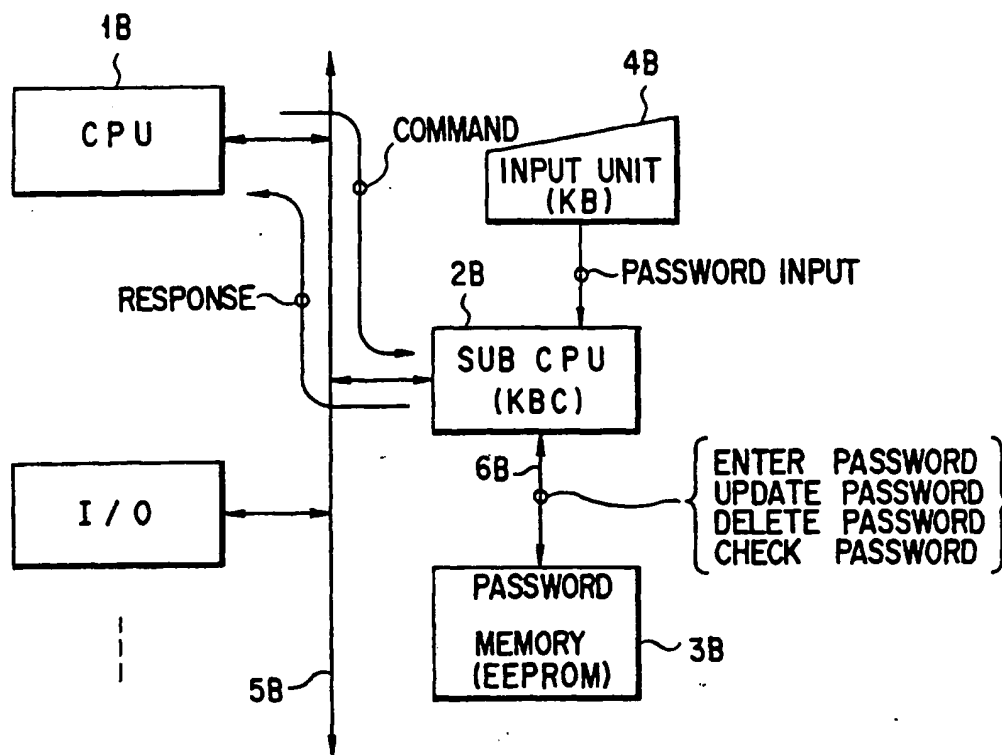 1B
CPU
COMMAND
4B
INPUT UNIT
(KB)
PASSWORD INPUT
RESPONSE
2B
SUB CPU
(KBC)
6B
ENTER PASSWORD
UPDATE PASSWORD
DELETE PASSWORD
CHECK PASSWORD
I/O
PASSWORD
MEMORY
(EEPROM)
3B
5B